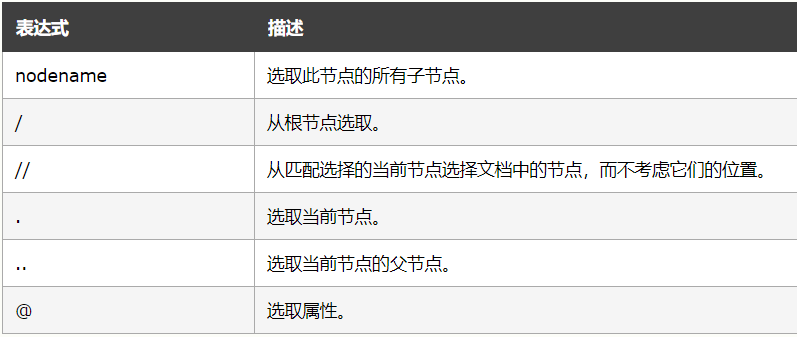 表达式 描述
nodename 选取此节点的所有子节点。
/ 从根节点选取。
// 从匹配选择的当前节点选择文档中的节点，而不考虑它们的位置。
. 选取当前节点。
.. 选取当前节点的父节点。
@ 选取属性。